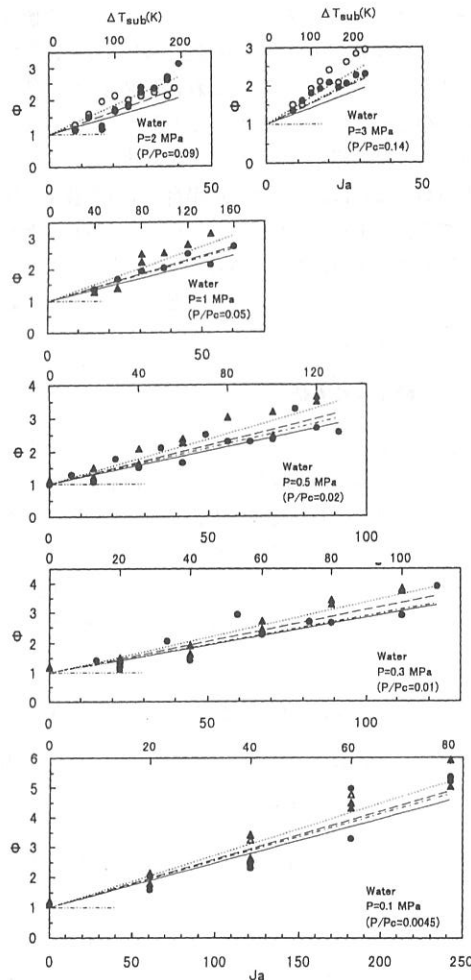 Δ Tsub(K)
0 100 200
3
2
1
0
Φ
Water
P=2 MPa
(P/Pc=0.09)
0 50
Δ Tsub(K)
0 100 200
3
2
1
0
Water
P=3 MPa
(P/Pc=0.14)
0 Ja 50
0 40 80 120 160
3
2
1
0
Φ
Water
P=1 MPa
(P/Pc=0.05)
0 50
0 40 80 120
4
3
2
1
0
Φ
Water
P=0.5 MPa
(P/Pc=0.02)
0 50 100
0 20 40 60 80 100
4
3
2
1
0
Φ
Water
P=0.3 MPa
(P/Pc=0.01)
0 50 100
0 20 40 60 80
6
5
4
3
2
1
0
Φ
Water
P=0.1 MPa
(P/Pc=0.0045)
0 50 100 150 200 250
Ja